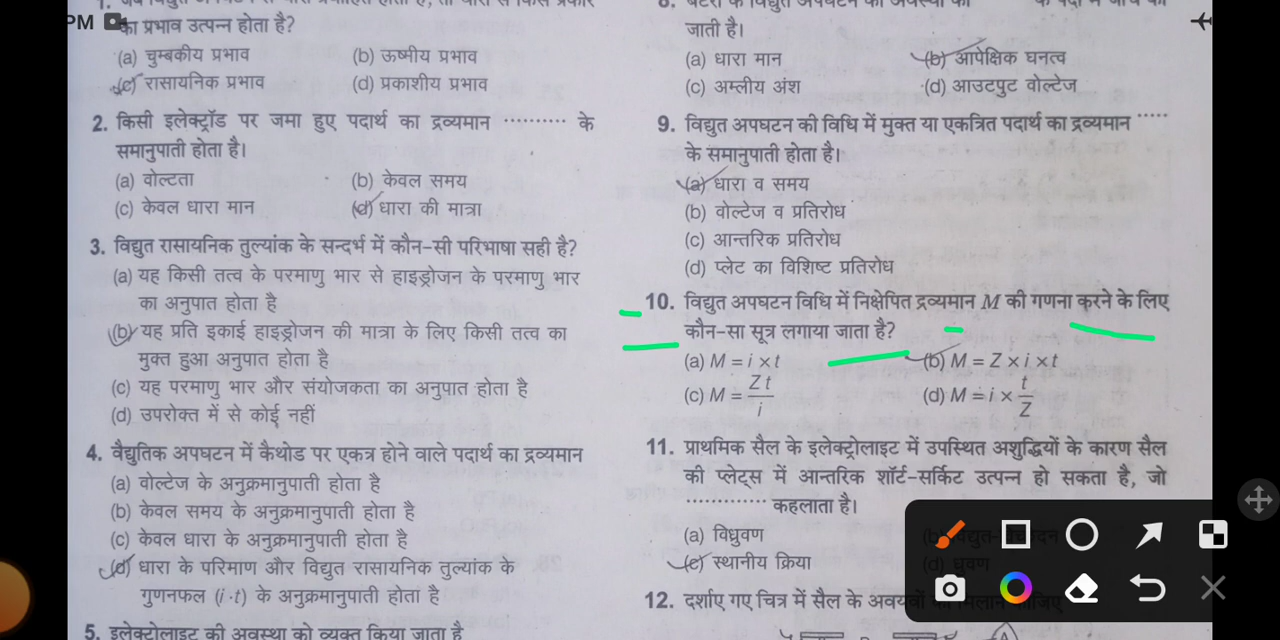 PM
का प्रभाव उत्पन्न होता है?
(a) चुम्बकीय प्रभाव (b) ऊष्मीय प्रभाव
(c) रासायनिक प्रभाव (d) प्रकाशीय प्रभाव
2. किसी इलेक्ट्रॉड पर जमा हुए पदार्थ का द्रव्यमान .......... के
समानुपाती होता है।
(a) वोल्टता (b) केवल समय
(c) केवल धारा मान (d) धारा की मात्रा
3. विद्युत रासायनिक तुल्यांक के सन्दर्भ में कौन-सी परिभाषा सही है?
(a) यह किसी तत्व के परमाणु भार से हाइड्रोजन के परमाणु भार
का अनुपात होता है
(b) यह प्रति इकाई हाइड्रोजन की मात्रा के लिए किसी तत्व का
मुक्त हुआ अनुपात होता है
(c) यह परमाणु भार और संयोजकता का अनुपात होता है
(d) उपरोक्त में से कोई नहीं
4. वैद्युतिक अपघटन में कैथोड पर एकत्र होने वाले पदार्थ का द्रव्यमान
(a) वोल्टेज के अनुक्रमानुपाती होता है
(b) केवल समय के अनुक्रमानुपाती होता है
(c) केवल धारा के अनुक्रमानुपाती होता है
(d) धारा के परिमाण और विद्युत रासायनिक तुल्यांक के
गुणनफल (i·t) के अनुक्रमानुपाती होता है
5. इलेक्ट्रोलाइट की अवस्था को व्यक्त किया जाता है
जाती है।
(a) धारा मान (b) आपेक्षिक घनत्व
(c) अम्लीय अंश (d) आउटपुट वोल्टेज
9. विद्युत अपघटन की विधि में मुक्त या एकत्रित पदार्थ का द्रव्यमान .....
के समानुपाती होता है।
(a) धारा व समय
(b) वोल्टेज व प्रतिरोध
(c) आन्तरिक प्रतिरोध
(d) प्लेट का विशिष्ट प्रतिरोध
10. विद्युत अपघटन विधि में निक्षेपित द्रव्यमान M की गणना करने के लिए
कौन-सा सूत्र लगाया जाता है?
(a) M = i × t (b) M = Z × i × t
(c) M = Zt/i (d) M = i × t/Z
11. प्राथमिक सैल के इलेक्ट्रोलाइट में उपस्थित अशुद्धियों के कारण सैल
की प्लेट्स में आन्तरिक शॉर्ट-सर्किट उत्पन्न हो सकता है, जो
............... कहलाता है।
(a) विध्रुवण
(c) स्थानीय क्रिया (d) ध्रुवण
12. दर्शाए गए चित्र में सैल के अवयवों का मिलान कीजिए